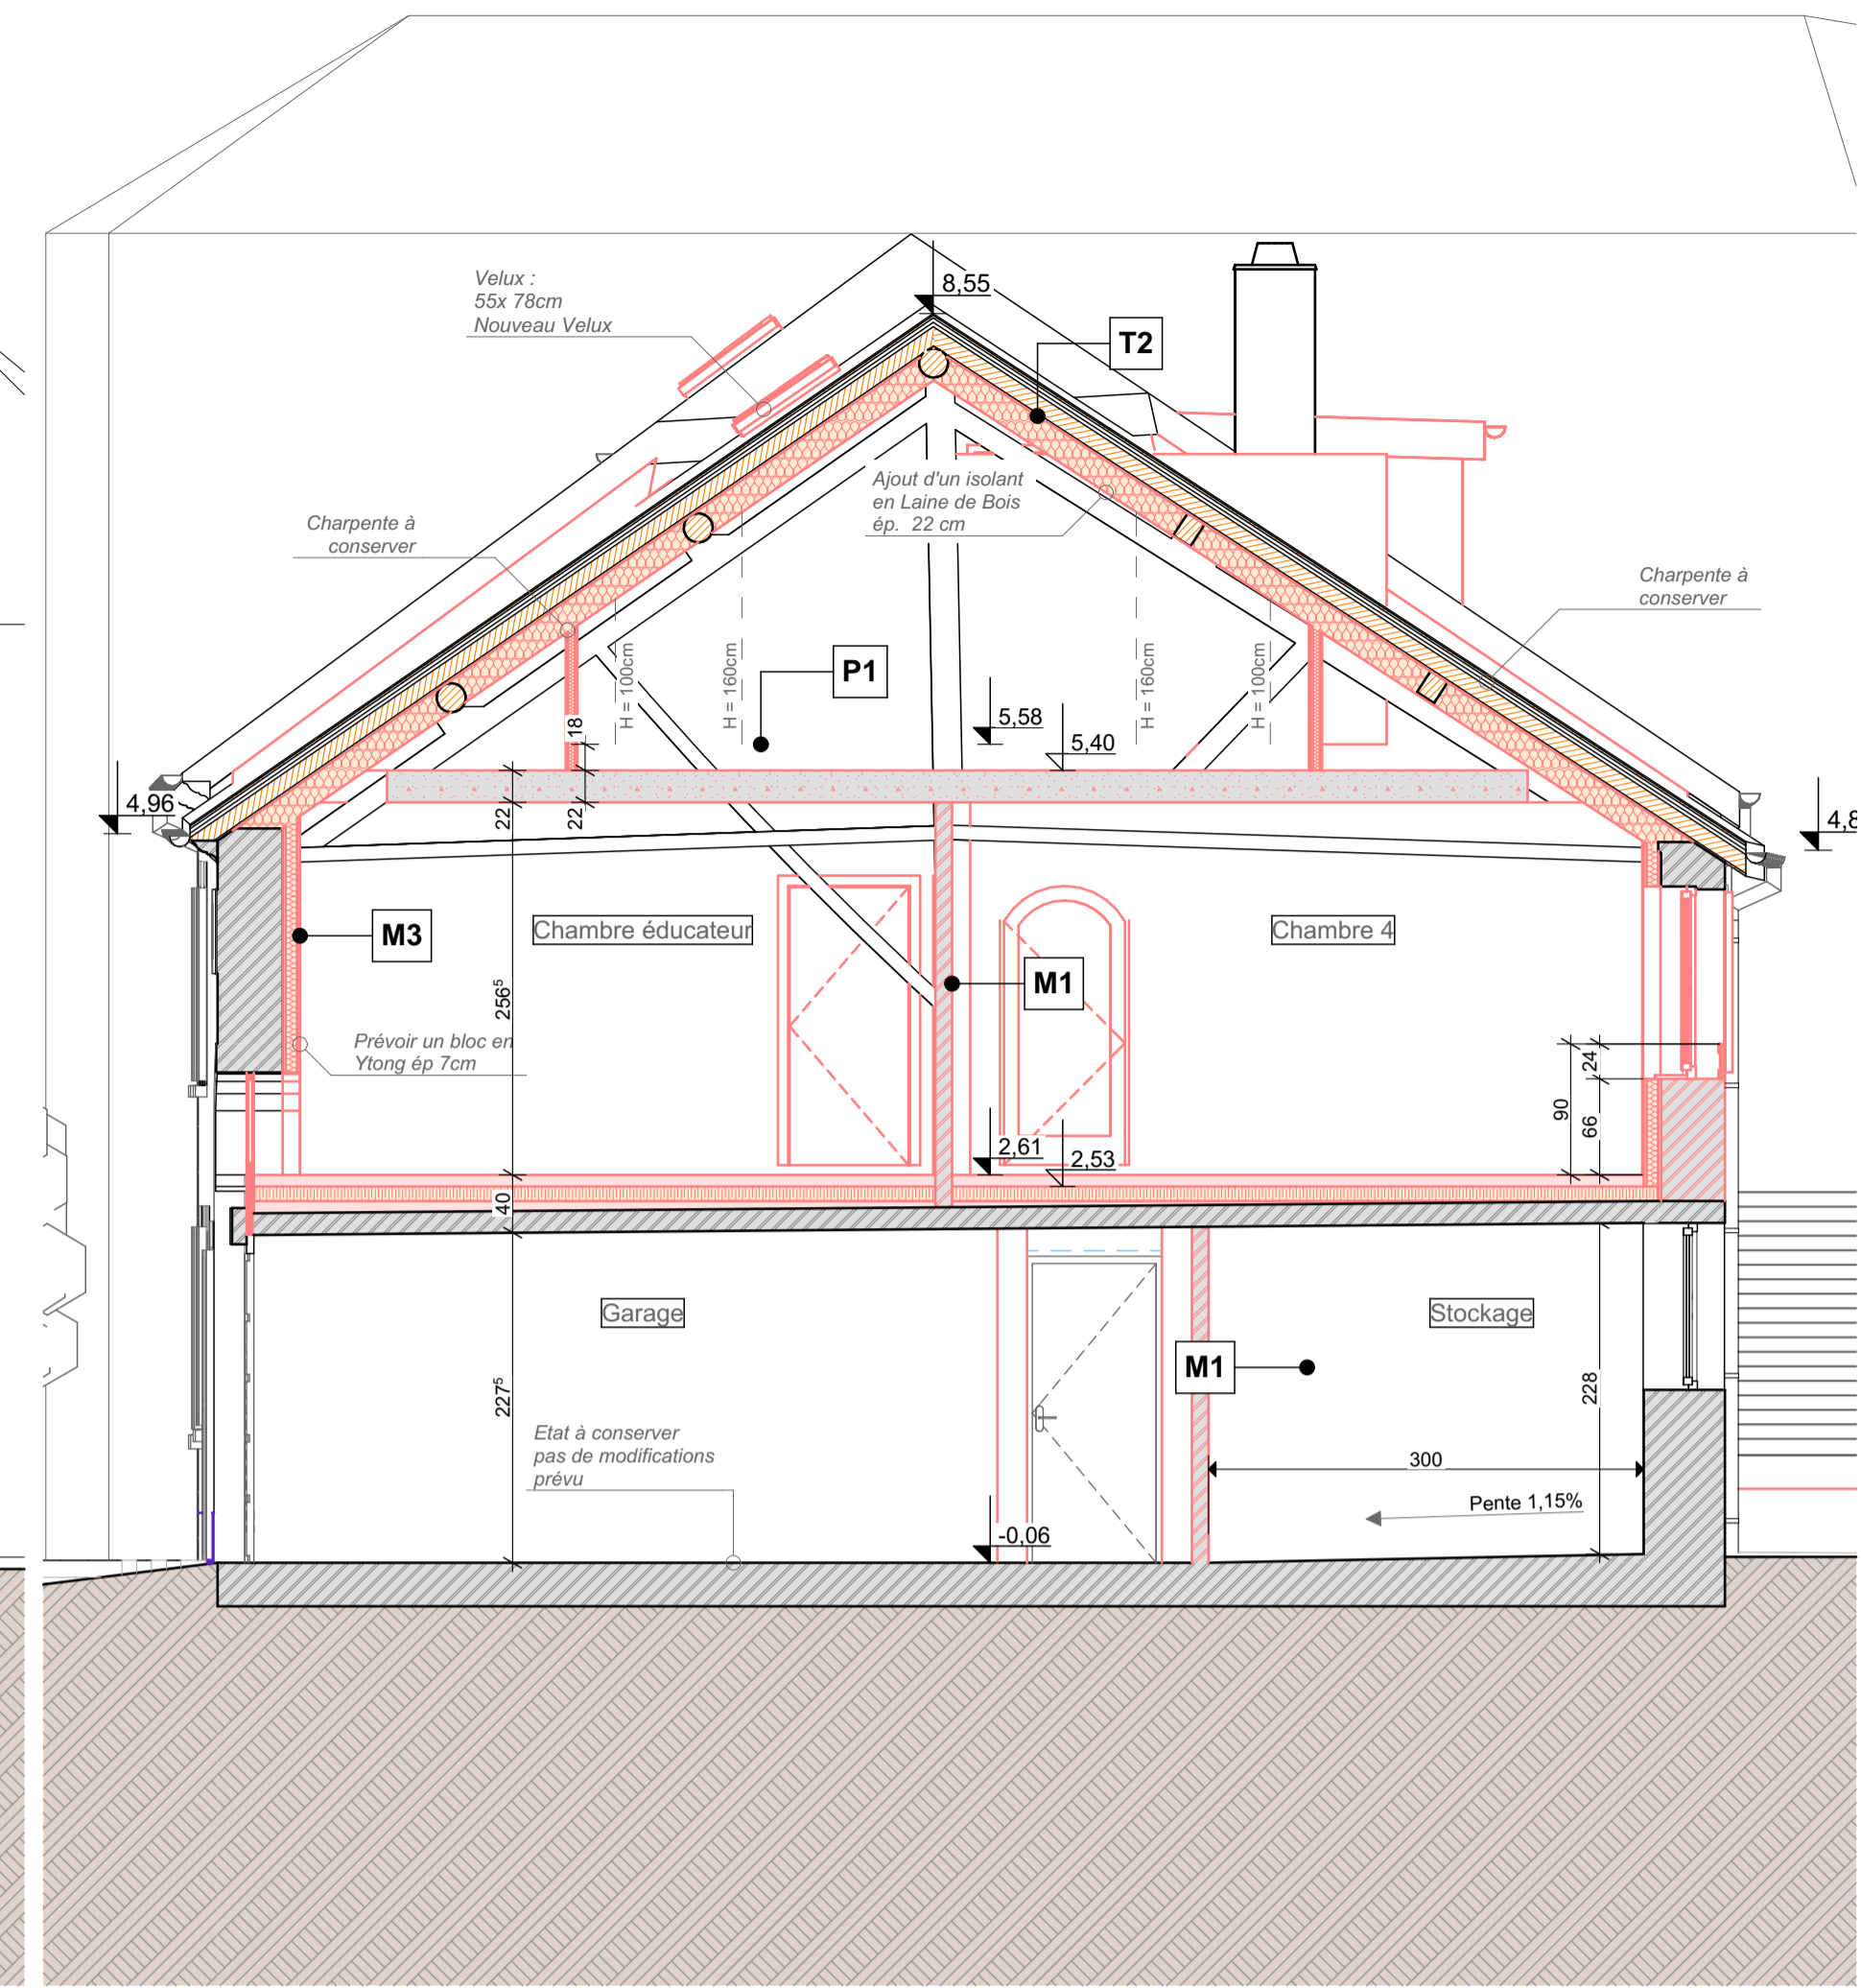 Velux :
55x 78cm
Nouveau Velux
8,55
T2
Ajout d'un isolant
en Laine de Bois
ép. 22 cm
Charpente à
conserver
Charpente à
conserver
P1
H = 100cm
H = 160cm
H = 160cm
H = 100cm
18
5,58
5,40
4,96
22
22
4,8
M3
Chambre éducateur
Chambre 4
M1
256⁵
Prévoir un bloc en
Ytong ép 7cm
24
90
66
2,61
2,53
40
Garage
Stockage
M1
227⁵
228
Etat à conserver
pas de modifications
prévu
300
Pente 1,15%
-0,06